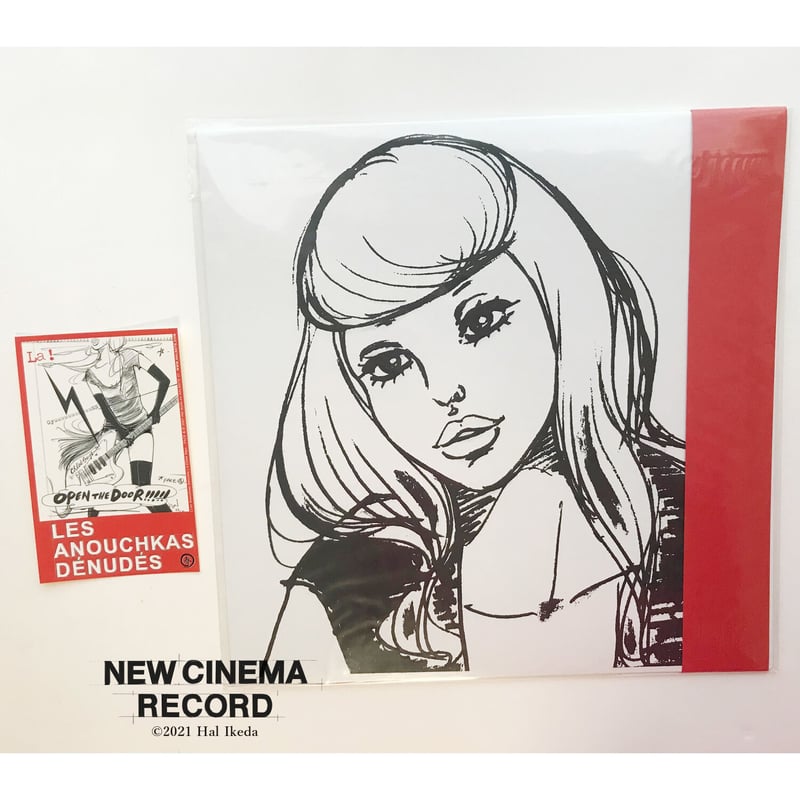 La!
OPEN THE DOOR!!!!!
LES
ANOUCHKAS
DÉNUDÉS
NEW CINEMA
RECORD
©2021 Hal Ikeda